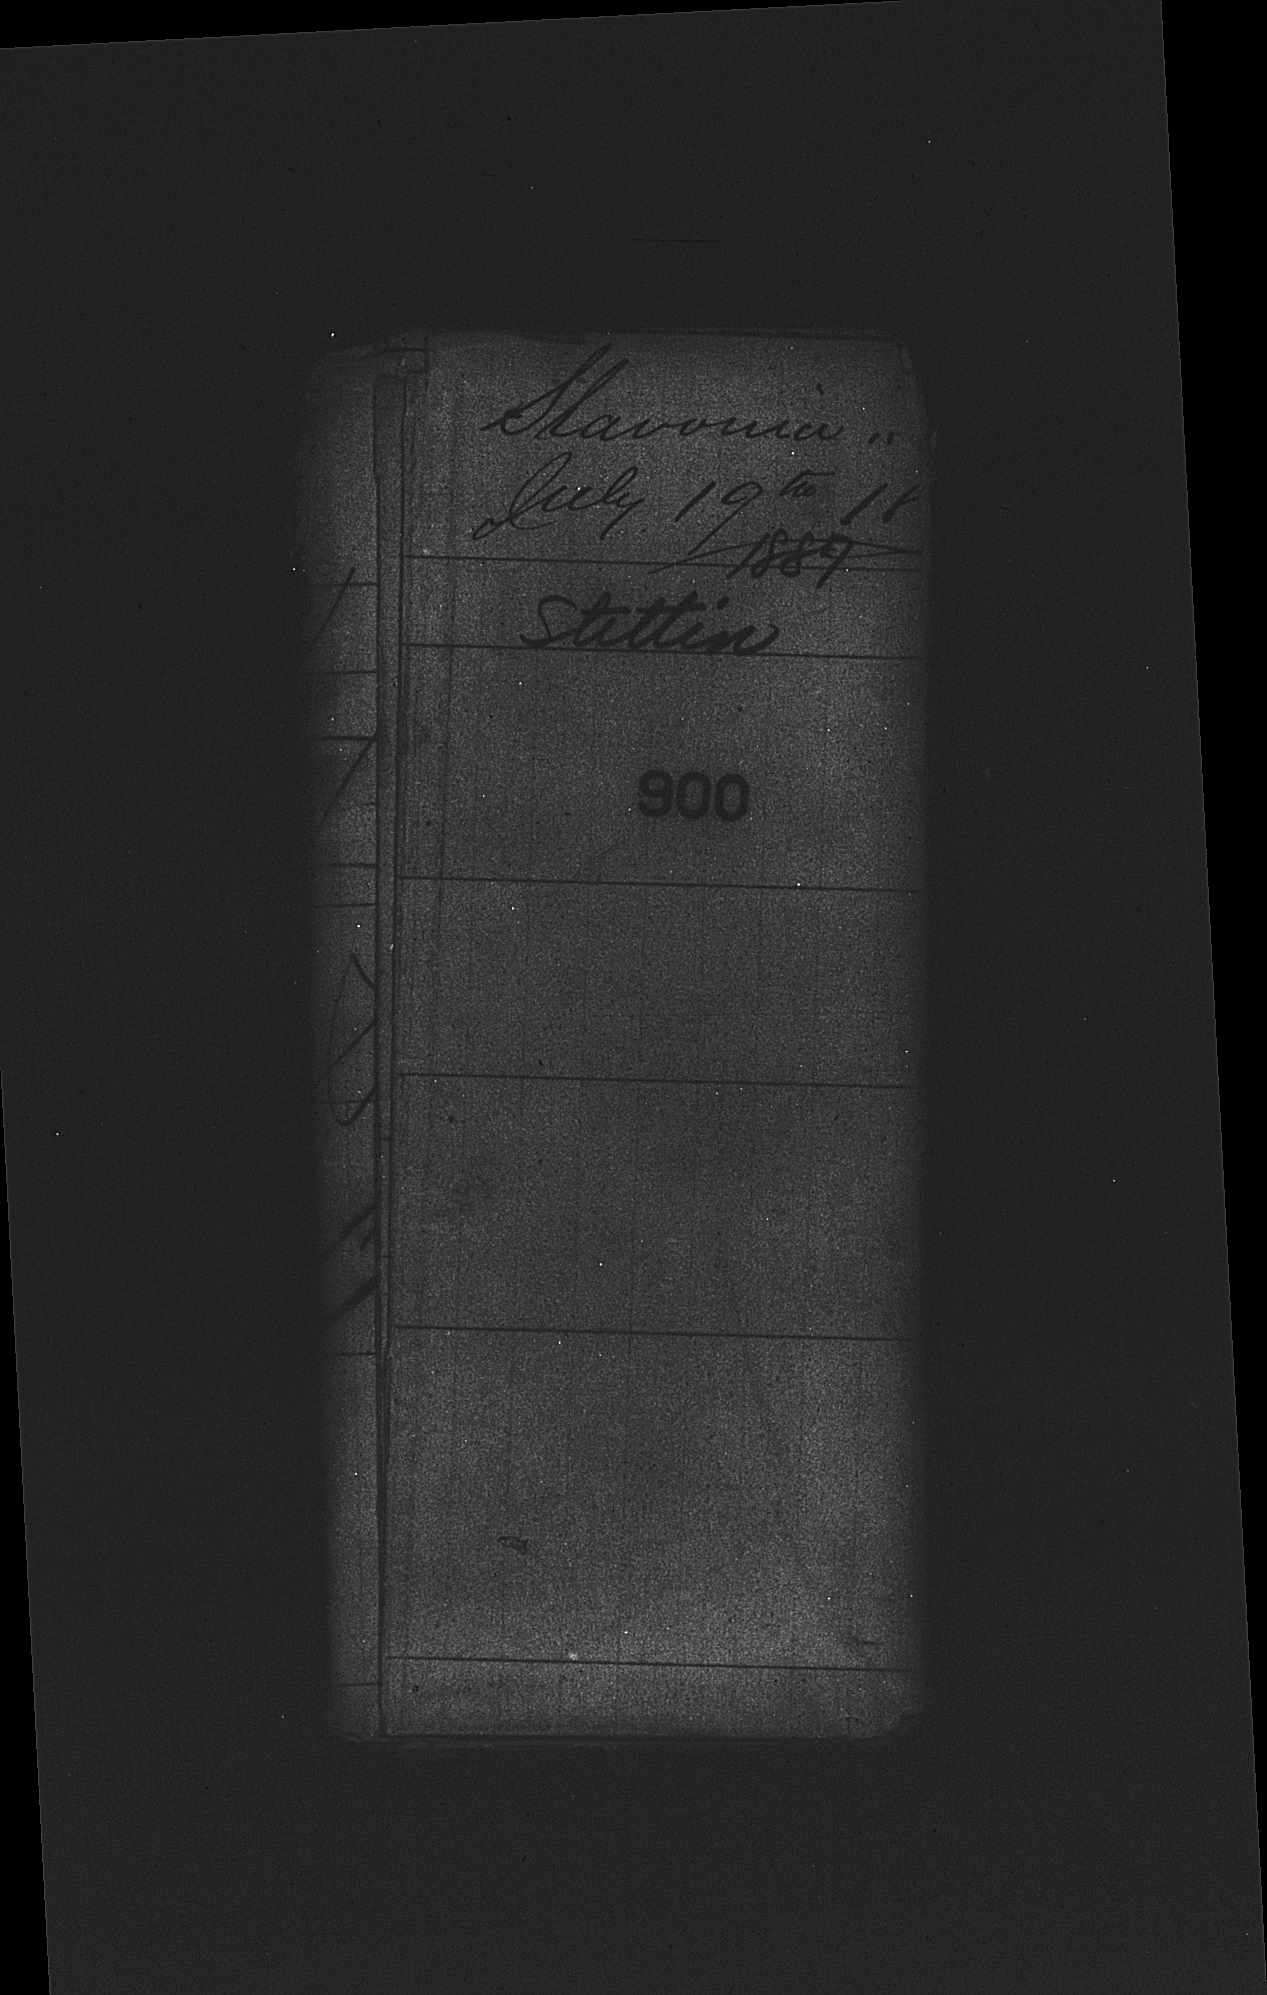 Slavonia "
July 19th 18
1889
Stettin
900